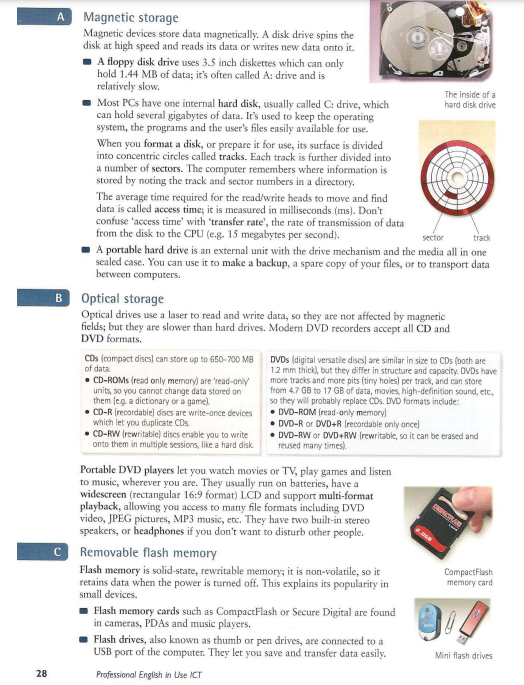 A Magnetic storage
Magnetic devices store data magnetically. A disk drive spins the
disk at high speed and reads its data or writes new data onto it.
A floppy disk drive uses 3.5 inch diskettes which can only
hold 1.44 MB of data; it's often called A: drive and is
relatively slow.
Most PCs have one internal hard disk, usually called C: drive, which
can hold several gigabytes of data. It's used to keep the operating
system, the programs and the user's files easily available for use.
When you format a disk, or prepare it for use, its surface is divided
into concentric circles called tracks. Each track is further divided into
a number of sectors. The computer remembers where information is
stored by noting the track and sector numbers in a directory.
The average time required for the read/write heads to move and find
data is called access time; it is measured in milliseconds (ms). Don't
confuse 'access time' with 'transfer rate', the rate of transmission of data
from the disk to the CPU (e.g. 15 megabytes per second).
A portable hard drive is an external unit with the drive mechanism and the media all in one
sealed case. You can use it to make a backup, a spare copy of your files, or to transport data
between computers.
The inside of a
hard disk drive
sector track
B Optical storage
Optical drives use a laser to read and write data, so they are not affected by magnetic
fields; but they are slower than hard drives. Modern DVD recorders accept all CD and
DVD formats.
CDs (compact discs) can store up to 650-700 MB
of data.
• CD-ROMs (read only memory) are 'read-only'
units, so you cannot change data stored on
them (e.g. a dictionary or a game).
• CD-R (recordable) discs are write-once devices
which let you duplicate CDs.
• CD-RW (rewritable) discs enable you to write
onto them in multiple sessions, like a hard disk.
DVDs (digital versatile discs) are similar in size to CDs (both are
1.2 mm thick), but they differ in structure and capacity. DVDs have
more tracks and more pits (tiny holes) per track, and can store
from 4.7 GB to 17 GB of data, movies, high-definition sound, etc.,
so they will probably replace CDs. DVD formats include:
• DVD-ROM (read-only memory)
• DVD-R or DVD+R (recordable only once)
• DVD-RW or DVD+RW (rewritable, so it can be erased and
reused many times).
Portable DVD players let you watch movies or TV, play games and listen
to music, wherever you are. They usually run on batteries, have a
widescreen (rectangular 16:9 format) LCD and support multi-format
playback, allowing you access to many file formats including DVD
video, JPEG pictures, MP3 music, etc. They have two built-in stereo
speakers, or headphones if you don't want to disturb other people.
C Removable flash memory
Flash memory is solid-state, rewritable memory; it is non-volatile, so it
retains data when the power is turned off. This explains its popularity in
small devices.
Flash memory cards such as CompactFlash or Secure Digital are found
in cameras, PDAs and music players.
Flash drives, also known as thumb or pen drives, are connected to a
USB port of the computer. They let you save and transfer data easily.
CompactFlash
memory card
Mini flash drives
28 Professional English in Use ICT